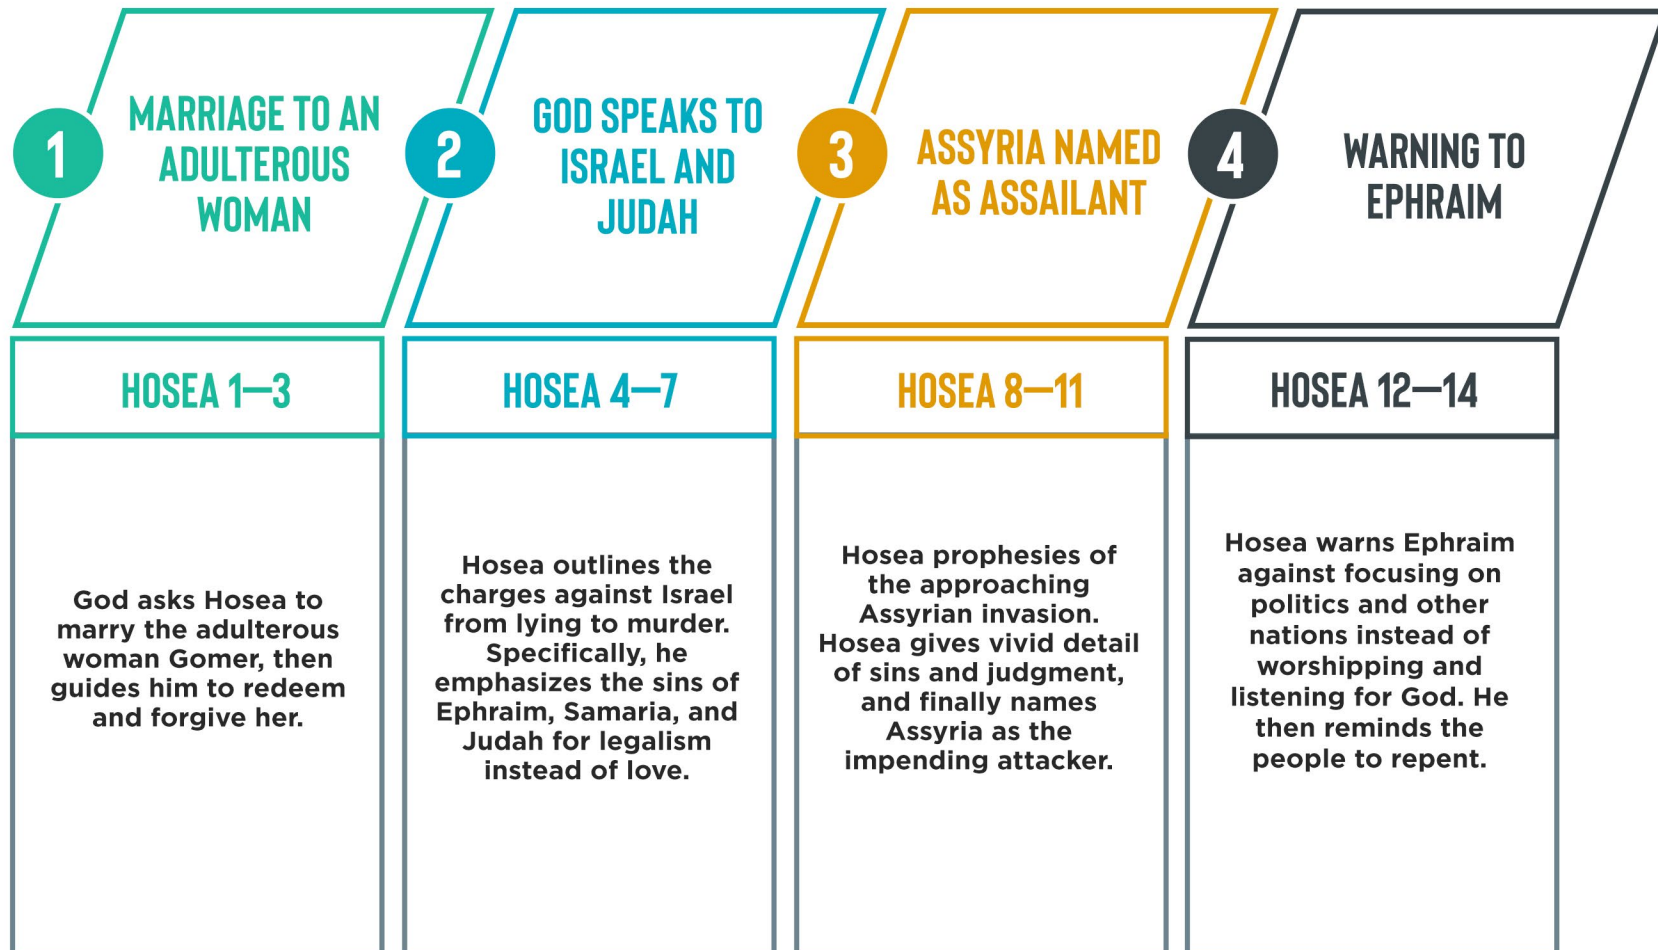 1
MARRIAGE TO AN
ADULTEROUS
WOMAN
HOSEA 1—3
God asks Hosea to
marry the adulterous
woman Gomer, then
guides him to redeem
and forgive her.
2
GOD SPEAKS TO
ISRAEL AND
JUDAH
HOSEA 4—7
Hosea outlines the
charges against Israel
from lying to murder.
Specifically, he
emphasizes the sins of
Ephraim, Samaria, and
Judah for legalism
instead of love.
3
ASSYRIA NAMED
AS ASSAILANT
HOSEA 8—11
Hosea prophesies of
the approaching
Assyrian invasion.
Hosea gives vivid detail
of sins and judgment,
and finally names
Assyria as the
impending attacker.
4
WARNING TO
EPHRAIM
HOSEA 12—14
Hosea warns Ephraim
against focusing on
politics and other
nations instead of
worshipping and
listening for God. He
then reminds the
people to repent.